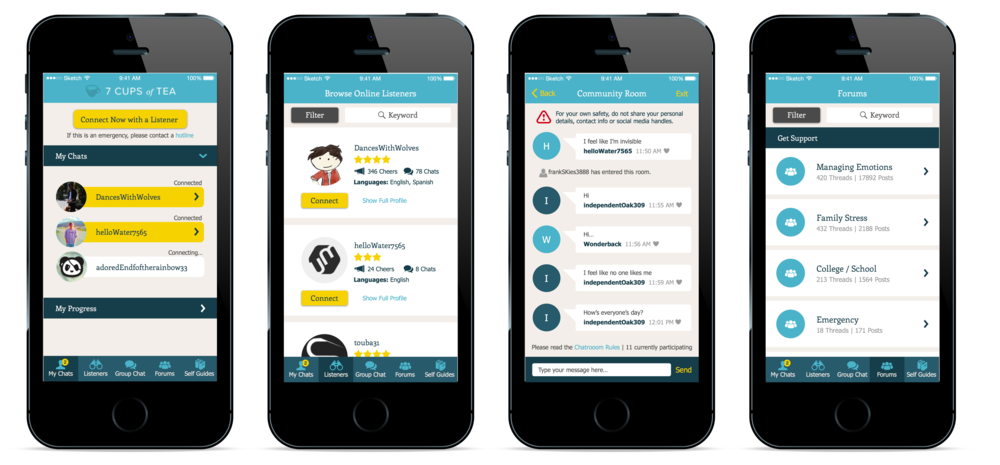 Sketch 9:41 AM 100%
7 CUPS of TEA
Connect Now with a Listener
If this is an emergency, please contact a hotline
My Chats
Connected
DancesWithWolves
Connected
helloWater7565
Connecting...
adoredEndoftherainbow33
My Progress
2
My Chats Listeners Group Chat Forums Self Guides
Sketch 9:41 AM 100%
Browse Online Listeners
Filter Keyword
DancesWithWolves
346 Cheers 78 Chats
Languages: English, Spanish
Connect Show Full Profile
helloWater7565
24 Cheers 8 Chats
Languages: English
Connect Show Full Profile
touba31
2
My Chats Listeners Group Chat Forums Self Guides
Sketch 9:41 AM 100%
Back Community Room Exit
For your own safety, do not share your personal
details, contact info or social media handles.
H
I feel like I'm invisible
helloWater7565 11:50 AM
frankSKies3888 has entered this room.
I
Hi
independentOak309 11:55 AM
W
Hi...
Wonderback 11:56 AM
I
I feel like no one likes me
independentOak309 11:59 AM
I
How's everyone's day?
independentOak309 12:01 PM
Please read the Chatroom Rules | 11 currently participating
Type your message here... Send
Sketch 9:41 AM 100%
Forums
Filter Keyword
Get Support
Managing Emotions
420 Threads | 17892 Posts
Family Stress
432 Threads | 2188 Posts
College / School
213 Threads | 1564 Posts
Emergency
18 Threads | 171 Posts
2
My Chats Listeners Group Chat Forums Self Guides